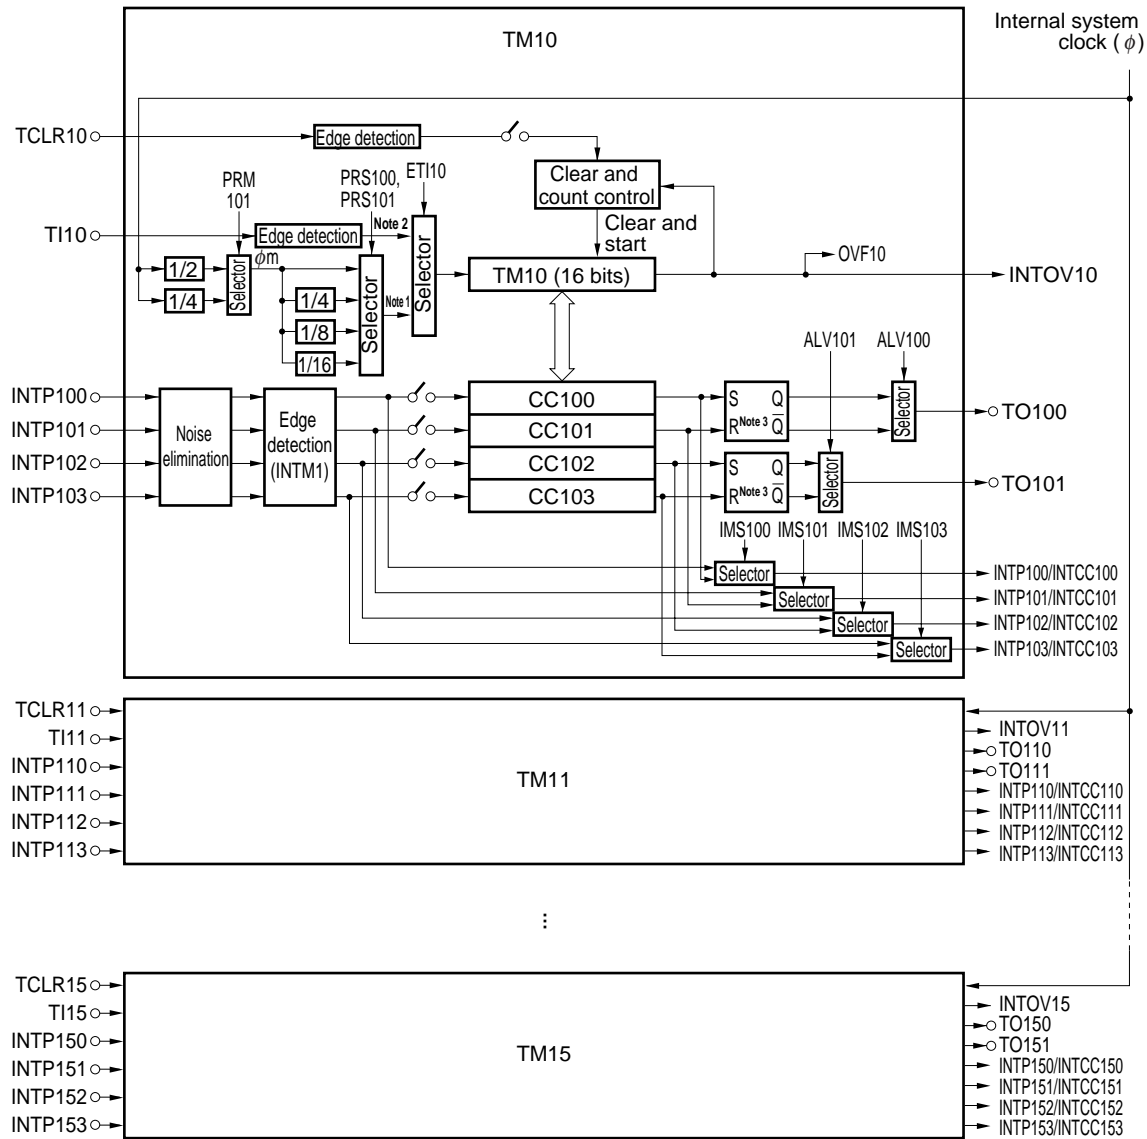 TM10
Internal system
clock (ϕ)
TCLR10
Edge detection
Clear and
count control
Clear and
start
PRM
101
PRS100,
PRS101
ETI10
TI10
Edge detection
Note 2
1/2
1/4
Selector
ϕm
1/4
1/8
1/16
Selector
Note 1
Selector
TM10 (16 bits)
OVF10
INTOV10
ALV101
ALV100
INTP100
INTP101
INTP102
INTP103
Noise
elimination
Edge
detection
(INTM1)
CC100
CC101
CC102
CC103
S Q
R Note 3 Q̅
S Q
R Note 3 Q̅
Selector
Selector
TO100
TO101
IMS100 IMS101 IMS102 IMS103
Selector
Selector
Selector
Selector
INTP100/INTCC100
INTP101/INTCC101
INTP102/INTCC102
INTP103/INTCC103
TCLR11
TI11
INTP110
INTP111
INTP112
INTP113
TM11
INTOV11
TO110
TO111
INTP110/INTCC110
INTP111/INTCC111
INTP112/INTCC112
INTP113/INTCC113
...
TCLR15
TI15
INTP150
INTP151
INTP152
INTP153
TM15
INTOV15
TO150
TO151
INTP150/INTCC150
INTP151/INTCC151
INTP152/INTCC152
INTP153/INTCC153